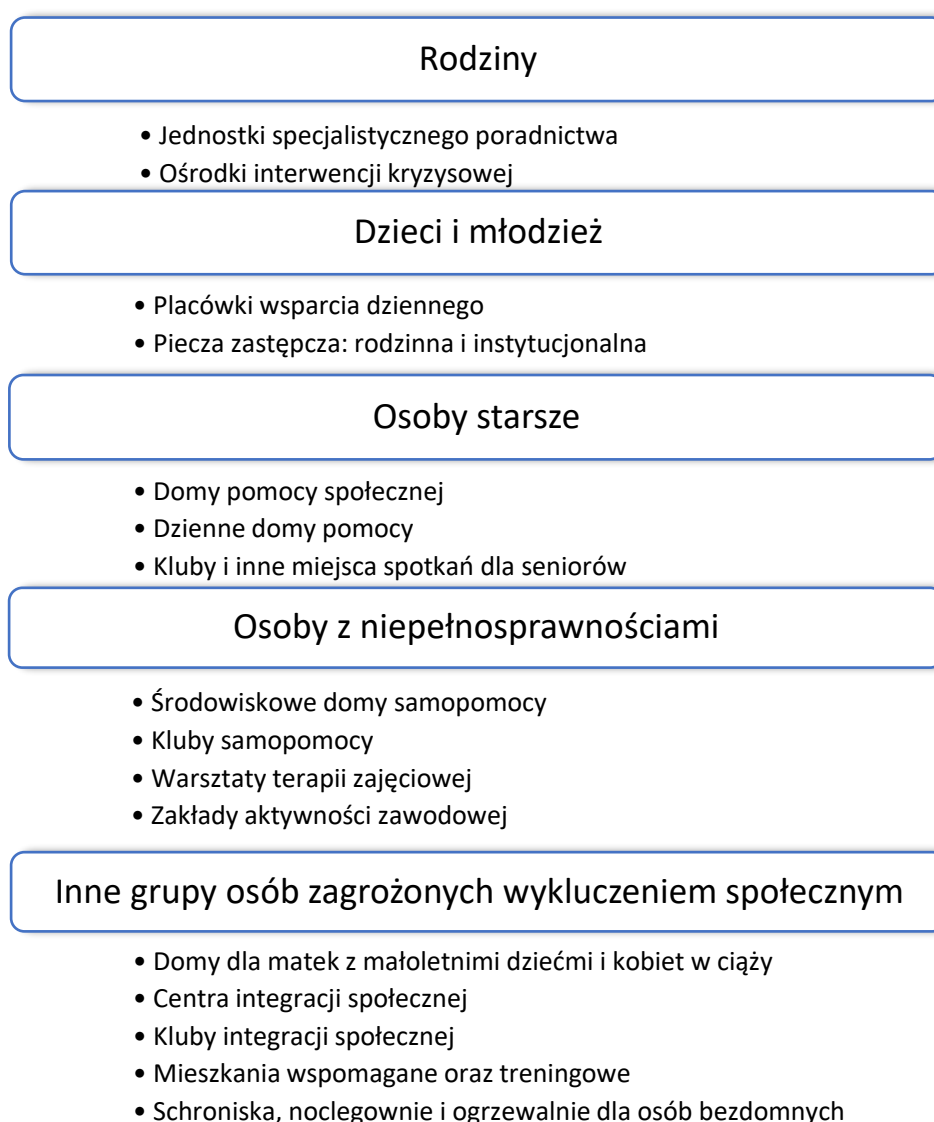 Rodziny
• Jednostki specjalistycznego poradnictwa
• Ośrodki interwencji kryzysowej
Dzieci i młodzież
• Placówki wsparcia dziennego
• Piecza zastępcza: rodzinna i instytucjonalna
Osoby starsze
• Domy pomocy społecznej
• Dzienne domy pomocy
• Kluby i inne miejsca spotkań dla seniorów
Osoby z niepełnosprawnościami
• Środowiskowe domy samopomocy
• Kluby samopomocy
• Warsztaty terapii zajęciowej
• Zakłady aktywności zawodowej
Inne grupy osób zagrożonych wykluczeniem społecznym
• Domy dla matek z małoletnimi dziećmi i kobiet w ciąży
• Centra integracji społecznej
• Kluby integracji społecznej
• Mieszkania wspomagane oraz treningowe
• Schroniska, noclegownie i ogrzewalnie dla osób bezdomnych